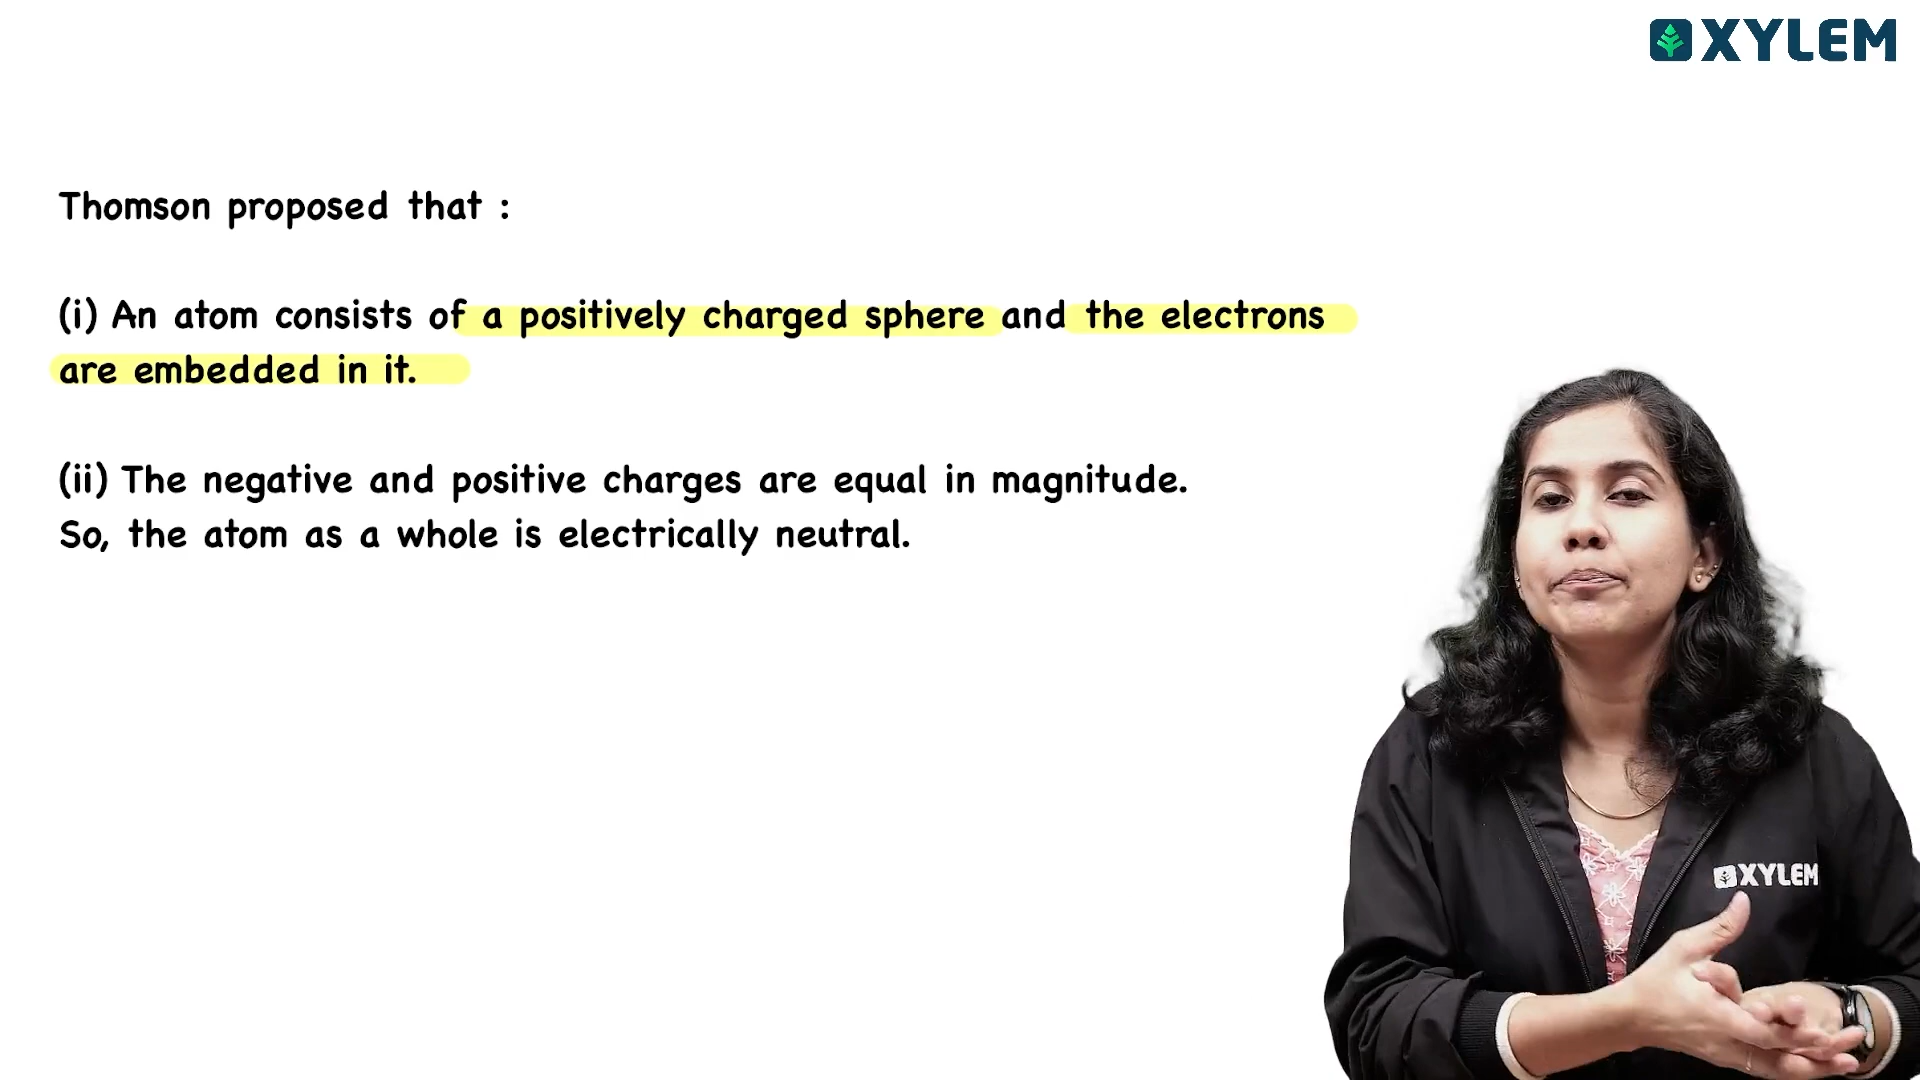 XYLEM
Thomson proposed that :
(i) An atom consists of a positively charged sphere and the electrons
are embedded in it.
(ii) The negative and positive charges are equal in magnitude.
So, the atom as a whole is electrically neutral.
XYLEM